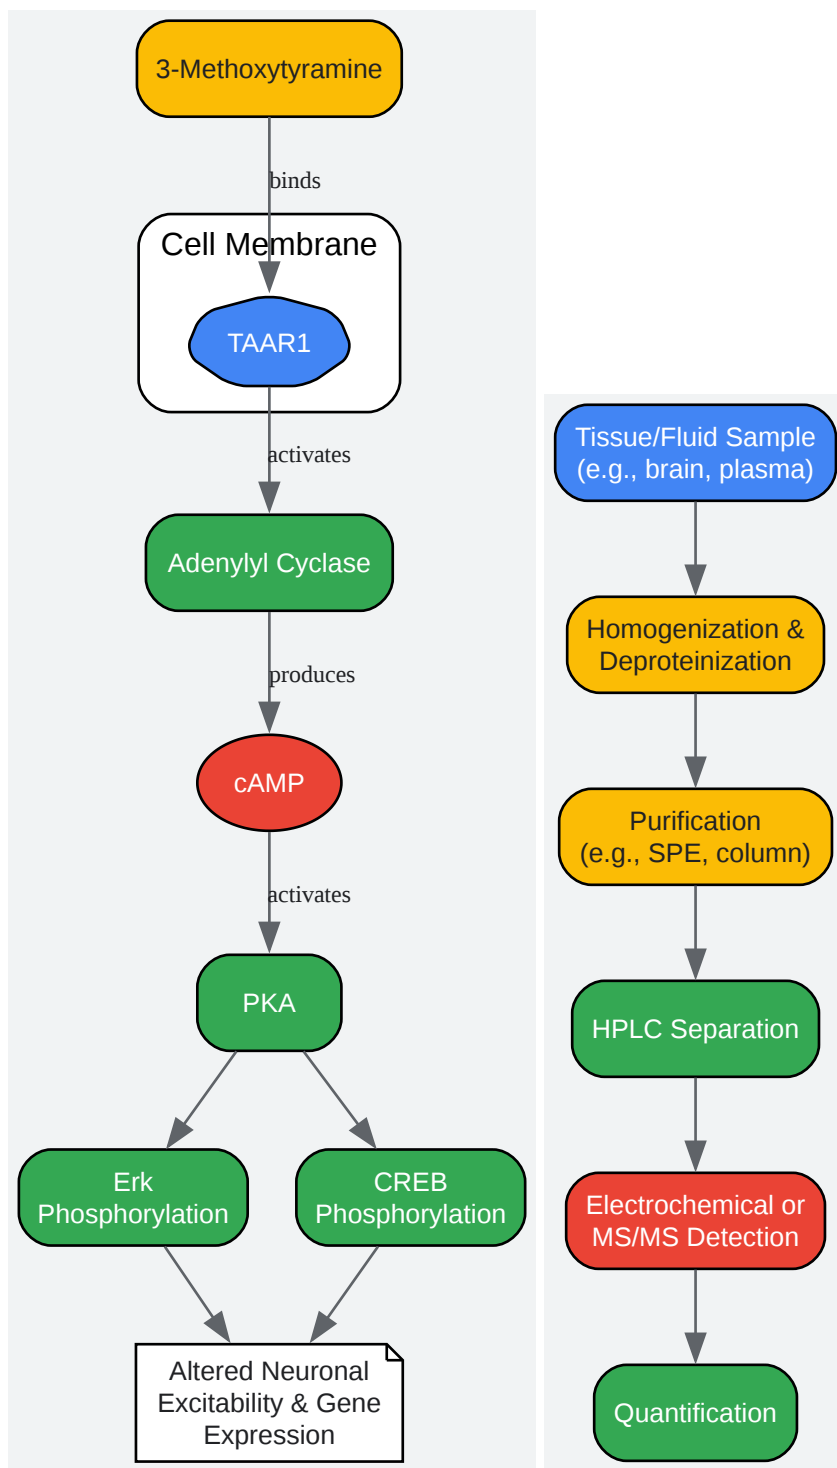 3-Methoxytyramine
binds
Cell Membrane
TAAR1
activates
Adenylyl Cyclase
produces
cAMP
activates
PKA
Erk
Phosphorylation
CREB
Phosphorylation
Altered Neuronal
Excitability & Gene
Expression
Tissue/Fluid Sample
(e.g., brain, plasma)
Homogenization &
Deproteinization
Purification
(e.g., SPE, column)
HPLC Separation
Electrochemical or
MS/MS Detection
Quantification